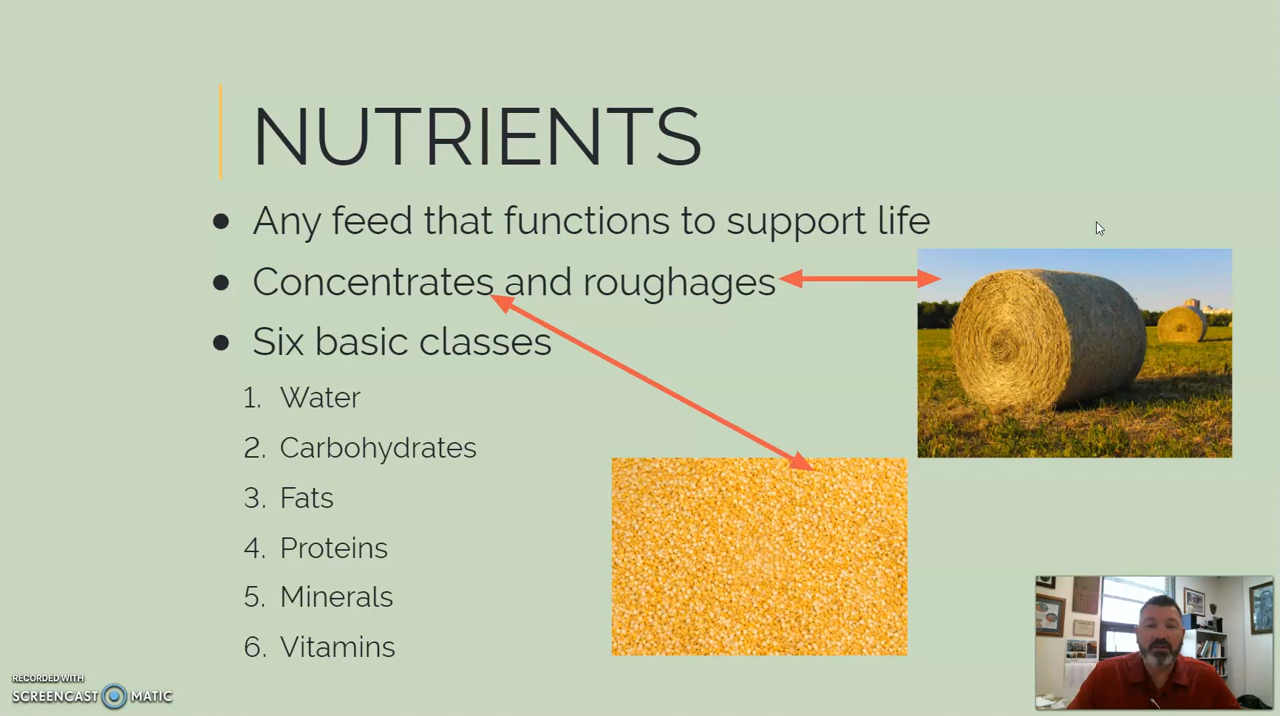 NUTRIENTS
● Any feed that functions to support life
● Concentrates and roughages
● Six basic classes
1. Water
2. Carbohydrates
3. Fats
4. Proteins
5. Minerals
6. Vitamins
RECORDED WITH
SCREENCAST MATIC